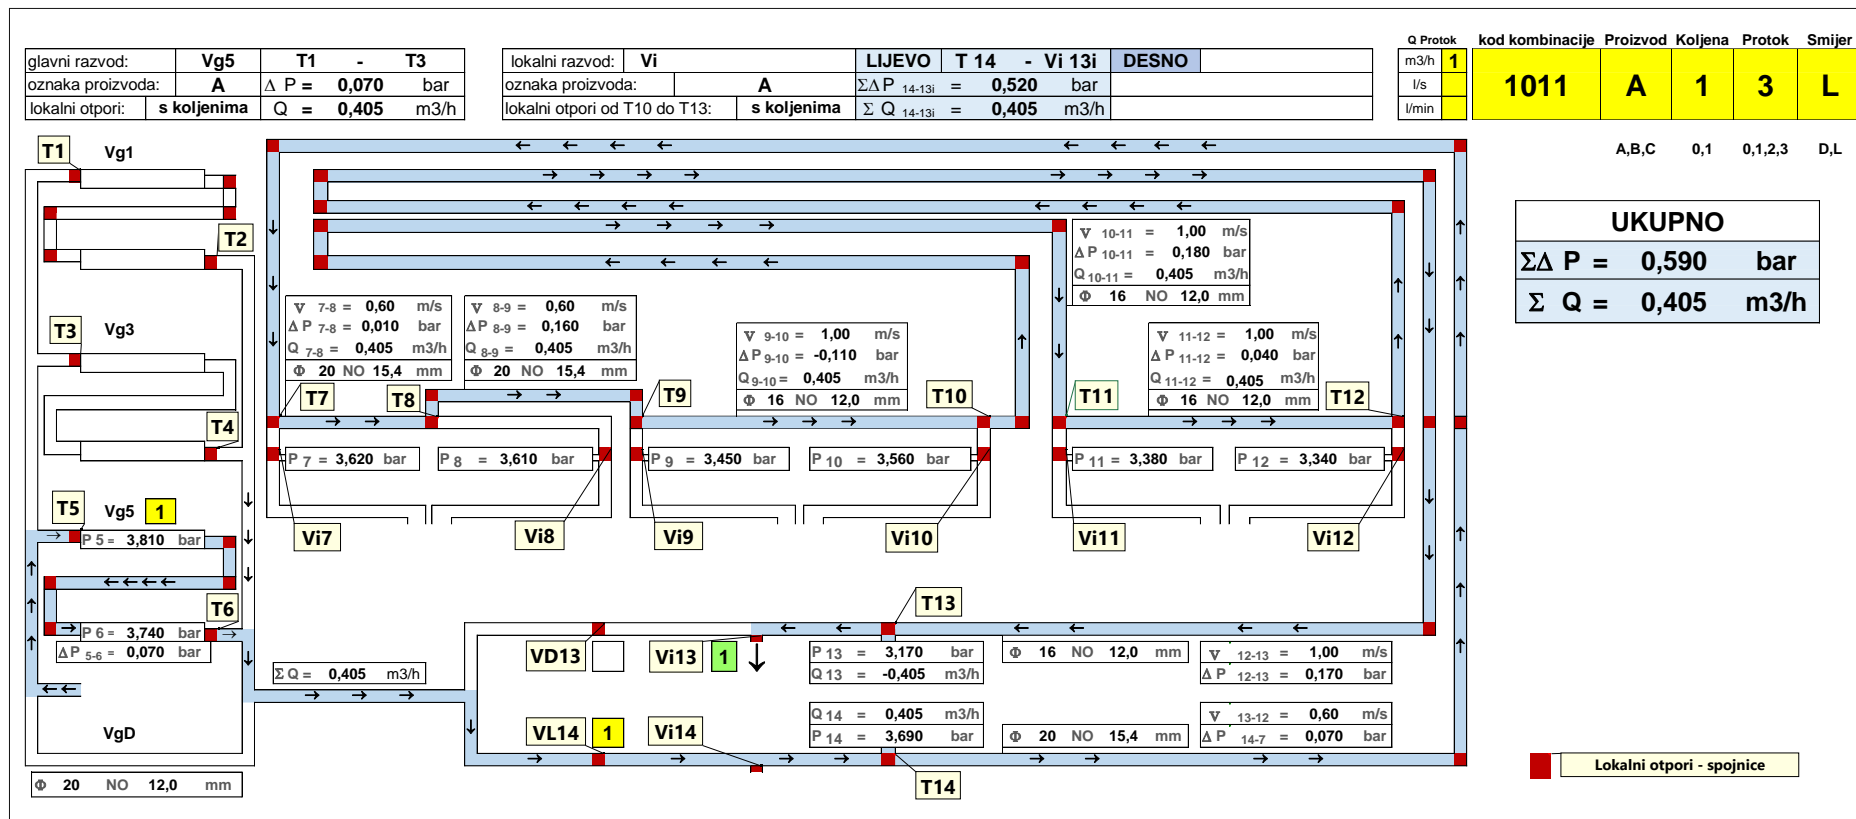 glavni razvod: Vg5 T1 - T3
oznaka proizvoda: A Δ P = 0,070 bar
lokalni otpori: s koljenima Q = 0,405 m3/h
lokalni razvod: Vi LIJEVO T 14 - Vi 13i DESNO
oznaka proizvoda: A ΣΔ P 14-13i = 0,520 bar
lokalni otpori od T10 do T13: s koljenima Σ Q 14-13i = 0,405 m3/h
Q Protok
m3/h 1
l/s
l/min
kod kombinacije Proizvod Koljena Protok Smijer
1011 A 1 3 L
A,B,C 0,1 0,1,2,3 D,L
UKUPNO
ΣΔ P = 0,590 bar
Σ Q = 0,405 m3/h
T1 Vg1
T2
T3 Vg3
T4
T5 Vg5 1
P 5 = 3,810 bar
T6
P 6 = 3,740 bar
ΔP 5-6 = 0,070 bar
VgD
Φ 20 NO 12,0 mm
V 7-8 = 0,60 m/s
ΔP 7-8 = 0,010 bar
Q 7-8 = 0,405 m3/h
Φ 20 NO 15,4 mm
V 8-9 = 0,60 m/s
ΔP 8-9 = 0,160 bar
Q 8-9 = 0,405 m3/h
Φ 20 NO 15,4 mm
V 9-10 = 1,00 m/s
ΔP 9-10 = -0,110 bar
Q 9-10 = 0,405 m3/h
Φ 16 NO 12,0 mm
V 10-11 = 1,00 m/s
ΔP 10-11 = 0,180 bar
Q 10-11 = 0,405 m3/h
Φ 16 NO 12,0 mm
V 11-12 = 1,00 m/s
ΔP 11-12 = 0,040 bar
Q 11-12 = 0,405 m3/h
Φ 16 NO 12,0 mm
T7 T8 T9 T10 T11 T12
P 7 = 3,620 bar
P 8 = 3,610 bar
P 9 = 3,450 bar
P 10 = 3,560 bar
P 11 = 3,380 bar
P 12 = 3,340 bar
Vi7 Vi8 Vi9 Vi10 Vi11 Vi12
T13
VD13 Vi13 1
P 13 = 3,170 bar
Q 13 = -0,405 m3/h
Φ 16 NO 12,0 mm
V 12-13 = 1,00 m/s
ΔP 12-13 = 0,170 bar
Σ Q = 0,405 m3/h
VL14 1 Vi14
Q 14 = 0,405 m3/h
P 14 = 3,690 bar
Φ 20 NO 15,4 mm
V 13-12 = 0,60 m/s
ΔP 14-7 = 0,070 bar
T14
Lokalni otpori - spojnice